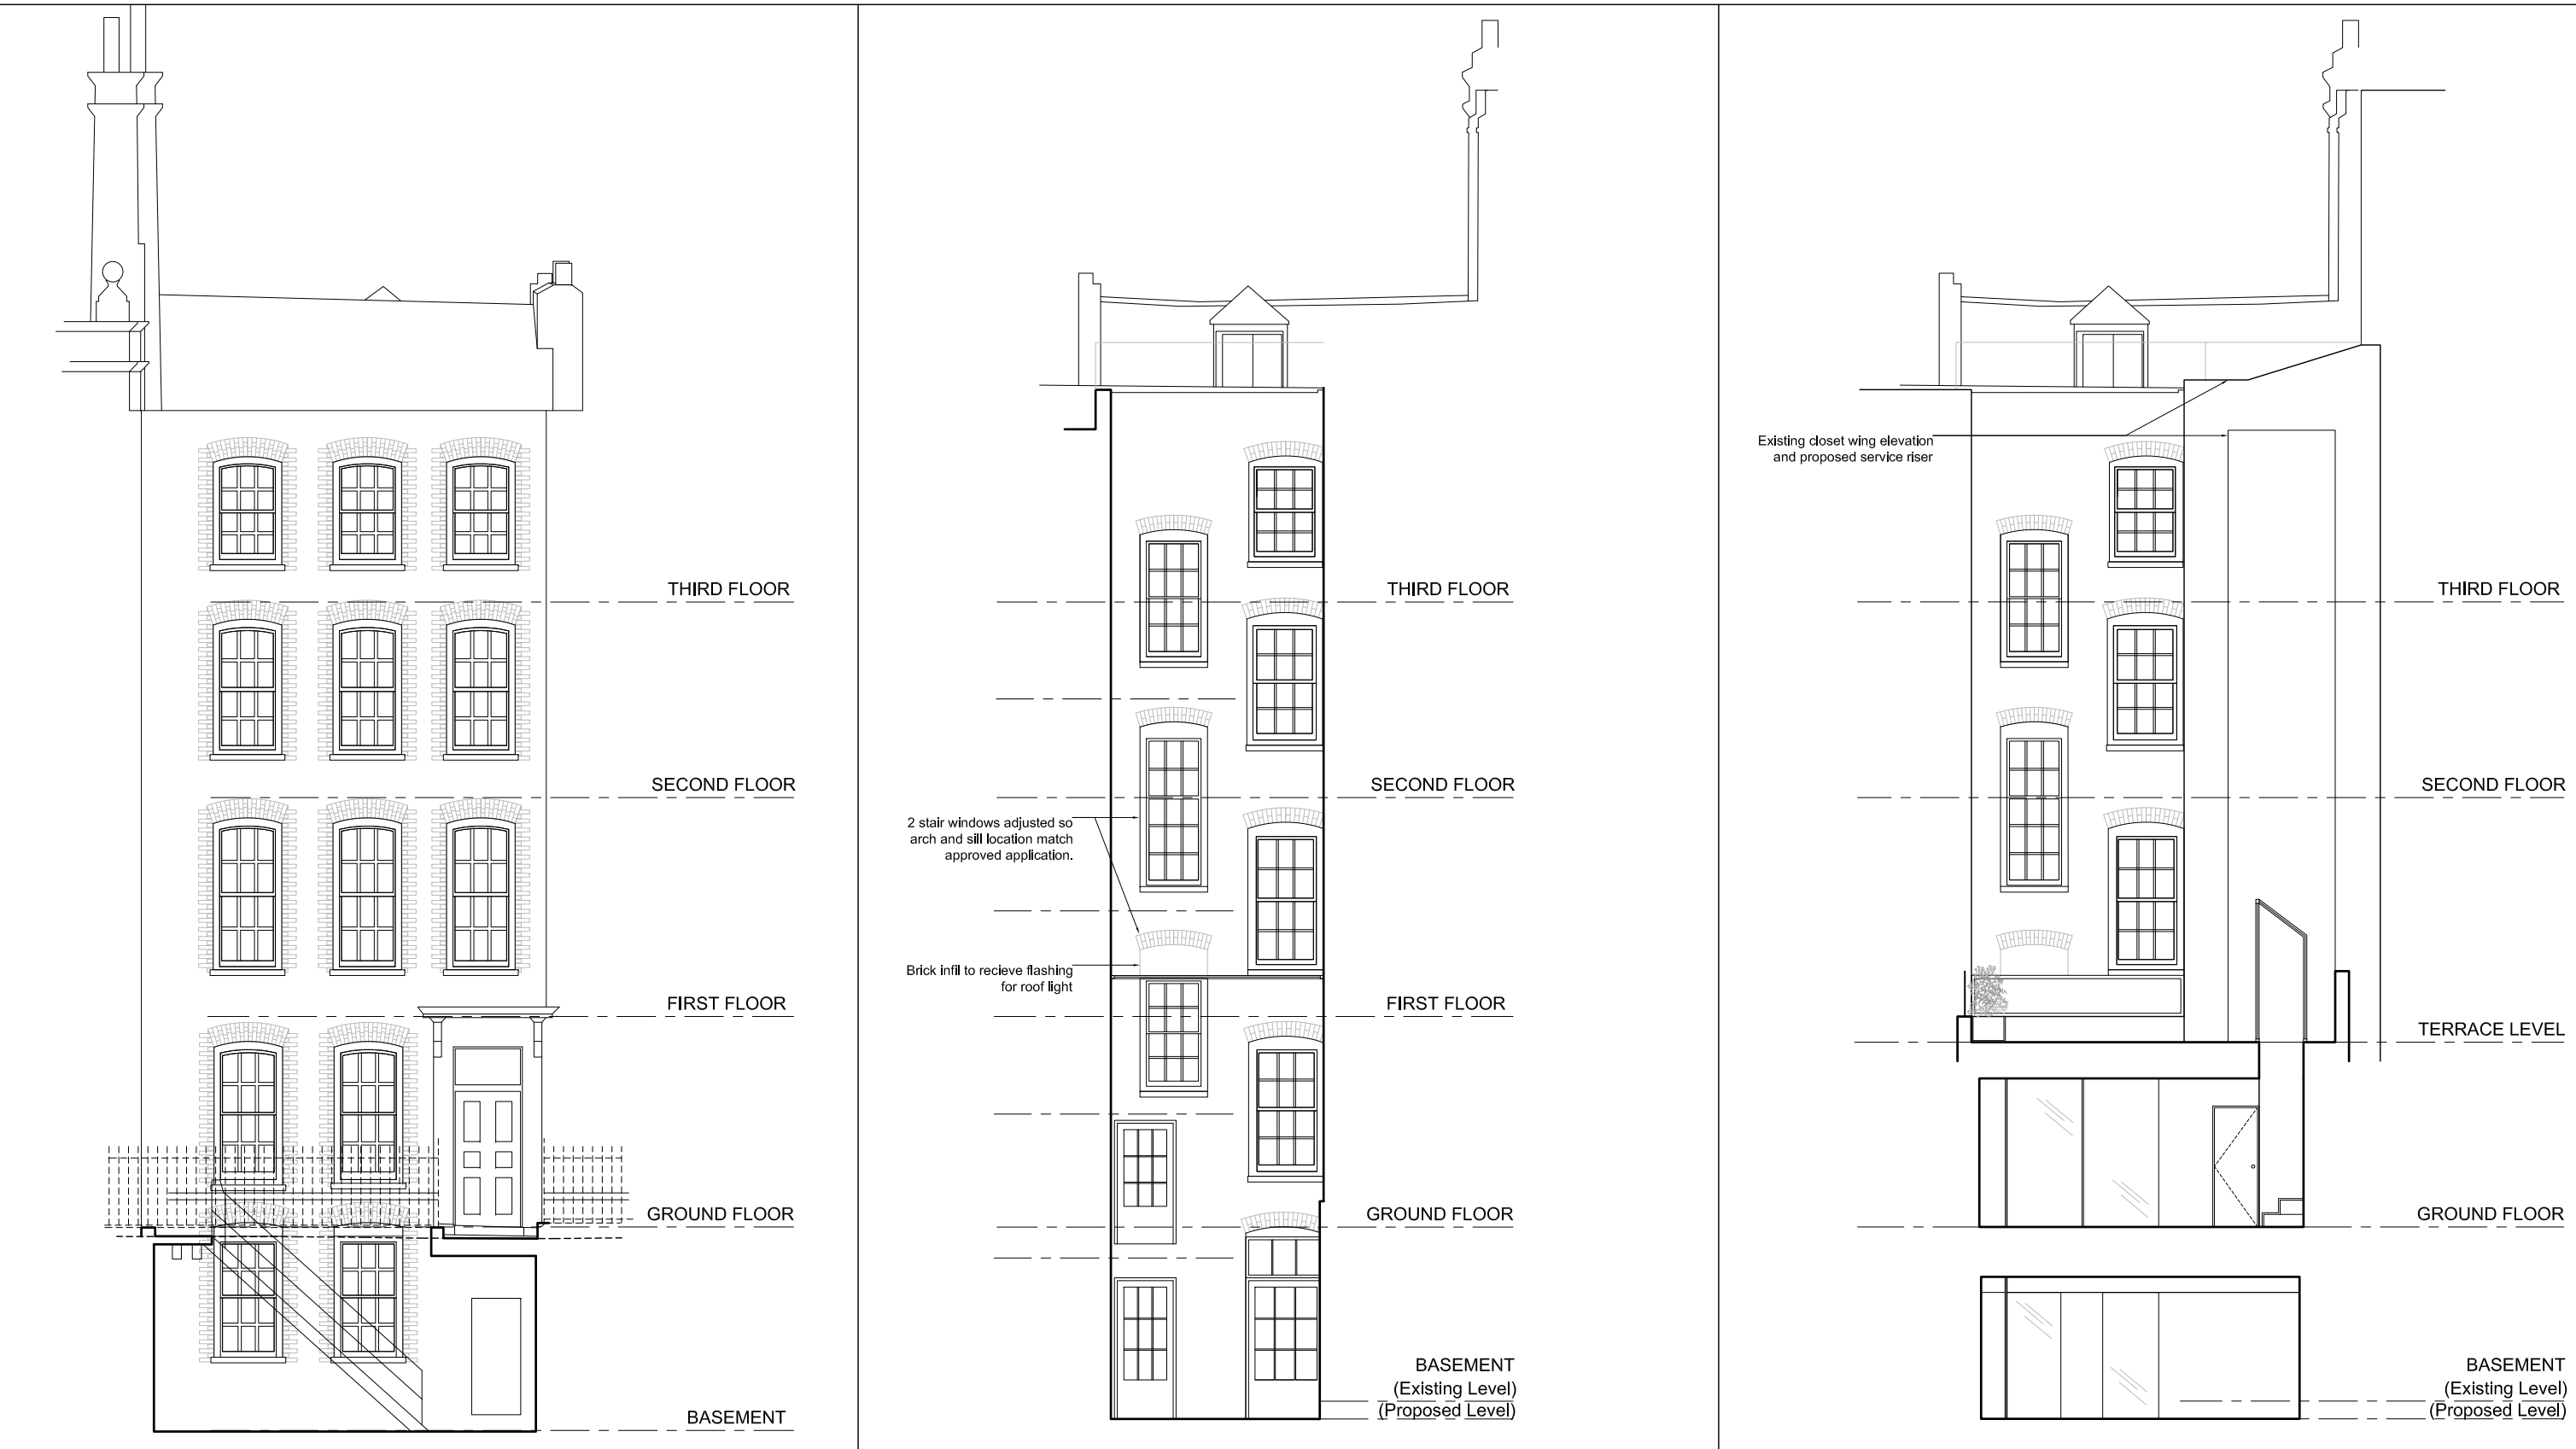 THIRD FLOOR
SECOND FLOOR
FIRST FLOOR
GROUND FLOOR
BASEMENT
THIRD FLOOR
SECOND FLOOR
2 stair windows adjusted so
arch and sill location match
approved application.
Brick infil to recieve flashing
for roof light
FIRST FLOOR
GROUND FLOOR
BASEMENT
(Existing Level)
(Proposed Level)
Existing closet wing elevation
and proposed service riser
THIRD FLOOR
SECOND FLOOR
TERRACE LEVEL
GROUND FLOOR
BASEMENT
(Existing Level)
(Proposed Level)